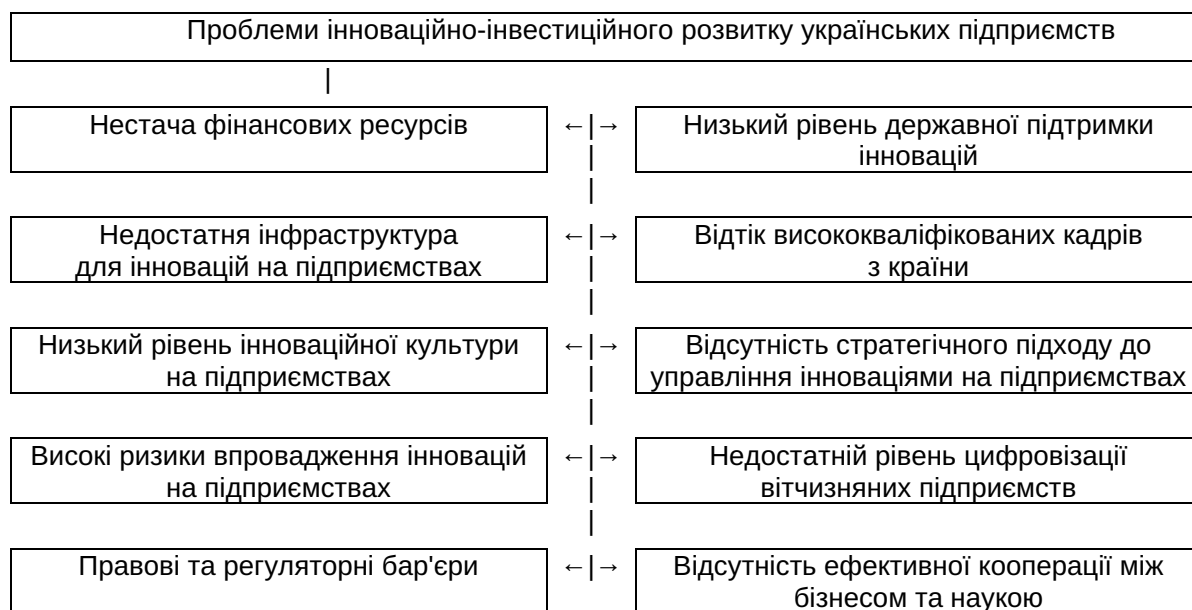 Проблеми інноваційно-інвестиційного розвитку українських підприємств
|
Нестача фінансових ресурсів ←|→ Низький рівень державної підтримки
інновацій
|
|
Недостатня інфраструктура ←|→ Відтік висококваліфікованих кадрів
для інновацій на підприємствах | з країни
|
Низький рівень інноваційної культури ←|→ Відсутність стратегічного підходу до
на підприємствах | управління інноваціями на підприємствах
|
Високі ризики впровадження інновацій ←|→ Недостатній рівень цифровізації
на підприємствах | вітчизняних підприємств
|
Правові та регуляторні бар'єри ←|→ Відсутність ефективної кооперації між
бізнесом та наукою